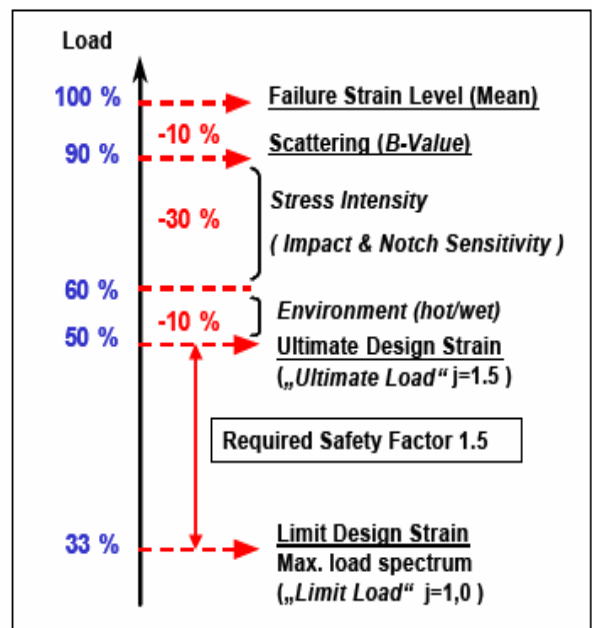 Load
100 %
Failure Strain Level (Mean)
-10 %
Scattering (B-Value)
90 %
Stress Intensity
-30 %
( Impact & Notch Sensitivity )
60 %
Environment (hot/wet)
-10 %
50 %
Ultimate Design Strain
(„Ultimate Load“ j=1.5 )
Required Safety Factor 1.5
33 %
Limit Design Strain
Max. load spectrum
(„Limit Load“ j=1,0 )